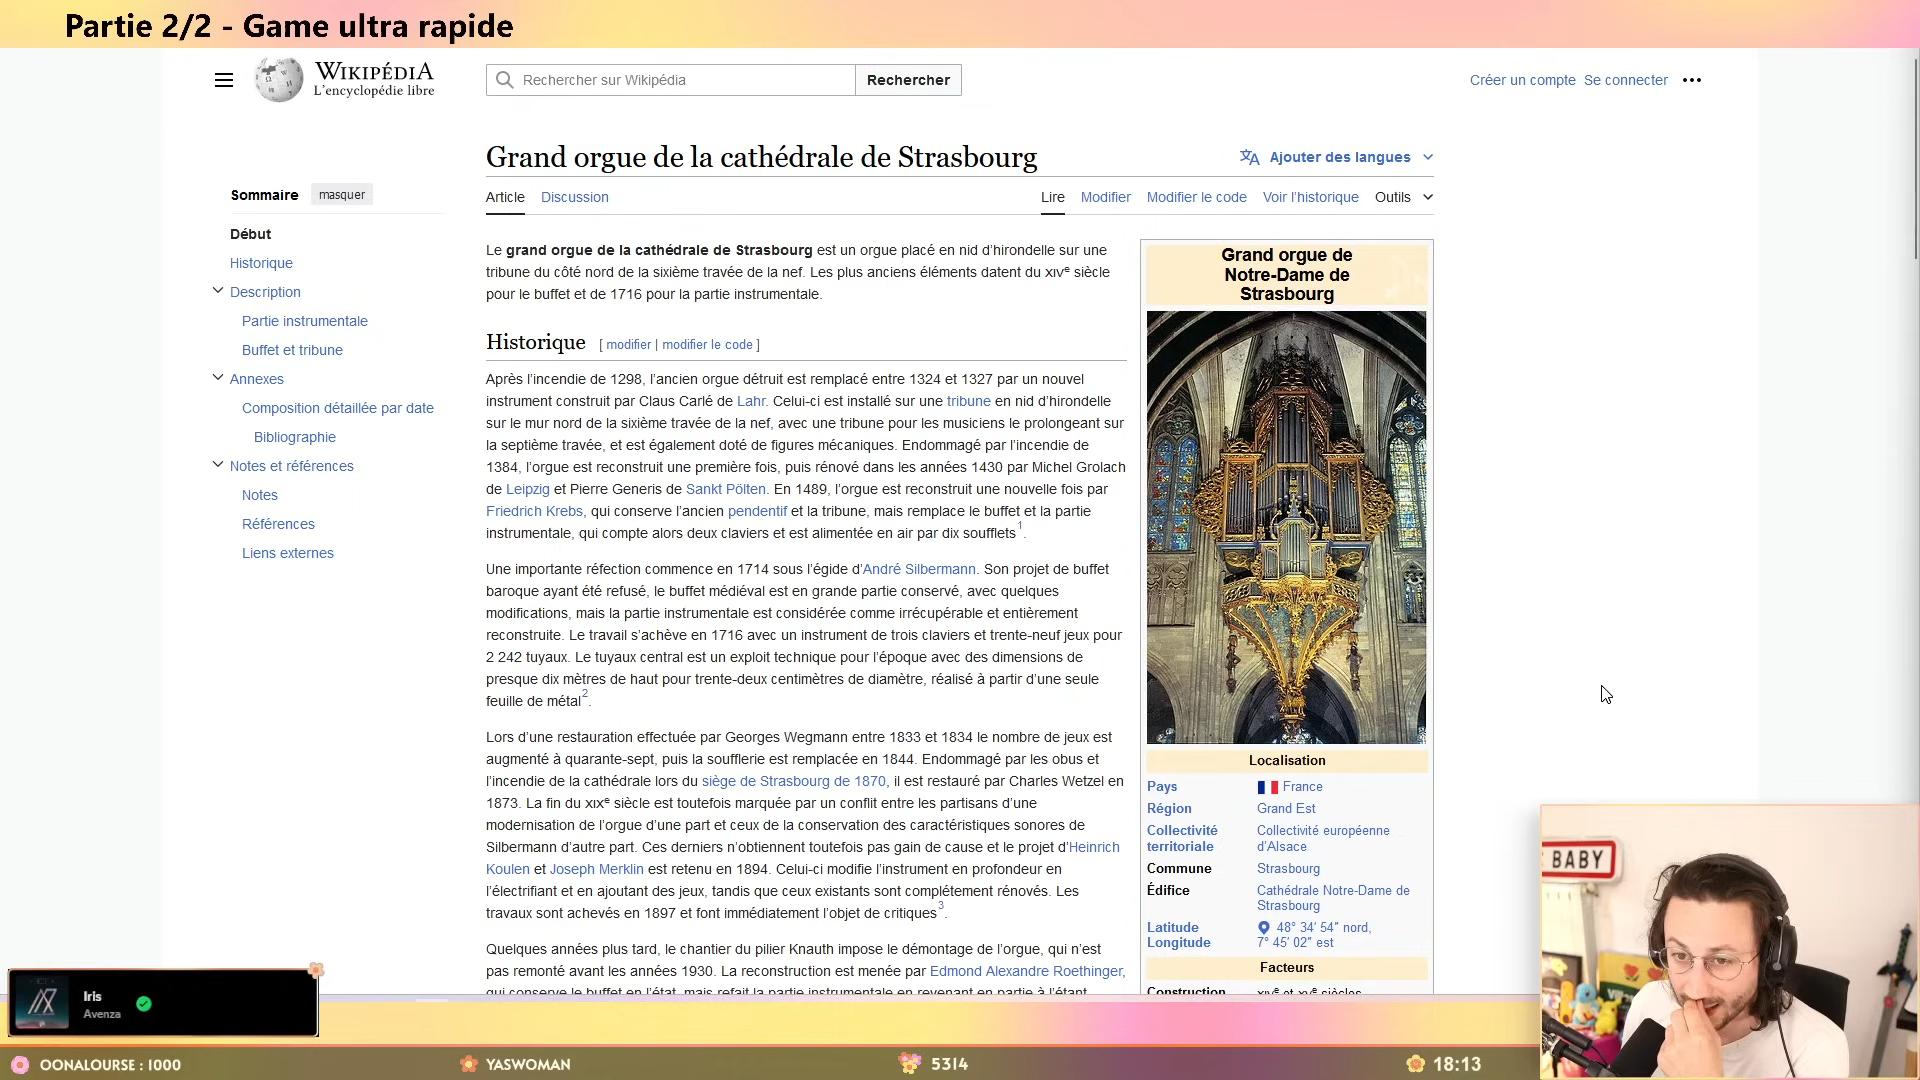 Partie 2/2 - Game ultra rapide
WIKIPÉDIA
L'encyclopédie libre
Rechercher sur Wikipédia
Rechercher
Créer un compte
Se connecter
Grand orgue de la cathédrale de Strasbourg
Ajouter des langues
Article
Discussion
Lire
Modifier
Modifier le code
Voir l'historique
Outils
Sommaire
masquer
Début
Historique
Description
Partie instrumentale
Buffet et tribune
Annexes
Composition détaillée par date
Bibliographie
Notes et références
Notes
Références
Liens externes
Le grand orgue de la cathédrale de Strasbourg est un orgue placé en nid d'hirondelle sur une
tribune du côté nord de la sixième travée de la nef. Les plus anciens éléments datent du XIVe siècle
pour le buffet et de 1716 pour la partie instrumentale.
Historique [ modifier | modifier le code ]
Après l'incendie de 1298, l'ancien orgue détruit est remplacé entre 1324 et 1327 par un nouvel
instrument construit par Claus Carlé de Lahr. Celui-ci est installé sur une tribune en nid d'hirondelle
sur le mur nord de la sixième travée de la nef, avec une tribune pour les musiciens le prolongeant sur
la septième travée, et est également doté de figures mécaniques. Endommagé par l'incendie de
1384, l'orgue est reconstruit une première fois, puis rénové dans les années 1430 par Michel Grolach
de Leipzig et Pierre Generis de Sankt Pölten. En 1489, l'orgue est reconstruit une nouvelle fois par
Friedrich Krebs, qui conserve l'ancien pendentif et la tribune, mais remplace le buffet et la partie
instrumentale, qui compte alors deux claviers et est alimentée en air par dix soufflets1.
Une importante réfection commence en 1714 sous l'égide d'André Silbermann. Son projet de buffet
baroque ayant été refusé, le buffet médiéval est en grande partie conservé, avec quelques
modifications, mais la partie instrumentale est considérée comme irrécupérable et entièrement
reconstruite. Le travail s'achève en 1716 avec un instrument de trois claviers et trente-neuf jeux pour
2 242 tuyaux. Le tuyaux central est un exploit technique pour l'époque avec des dimensions de
presque dix mètres de haut pour trente-deux centimètres de diamètre, réalisé à partir d'une seule
feuille de métal2.
Lors d'une restauration effectuée par Georges Wegmann entre 1833 et 1834 le nombre de jeux est
augmenté à quarante-sept, puis la soufflerie est remplacée en 1844. Endommagé par les obus et
l'incendie de la cathédrale lors du siège de Strasbourg de 1870, il est restauré par Charles Wetzel en
1873. La fin du XIXe siècle est toutefois marquée par un conflit entre les partisans d'une
modernisation de l'orgue d'une part et ceux de la conservation des caractéristiques sonores de
Silbermann d'autre part. Ces derniers n'obtiennent toutefois pas gain de cause et le projet d'Heinrich
Koulen et Joseph Merklin est retenu en 1894. Celui-ci modifie l'instrument en profondeur en
l'électrifiant et en ajoutant des jeux, tandis que ceux existants sont complétement rénovés. Les
travaux sont achevés en 1897 et font immédiatement l'objet de critiques3.
Quelques années plus tard, le chantier du pilier Knauth impose le démontage de l'orgue, qui n'est
pas remonté avant les années 1930. La reconstruction est menée par Edmond Alexandre Roethinger,
qui conserve le buffet en l'état, mais refait la partie instrumentale en revenant en partie à l'étant
Grand orgue de
Notre-Dame de
Strasbourg
Localisation
Pays France
Région Grand Est
Collectivité territoriale Collectivité européenne d'Alsace
Commune Strasbourg
Édifice Cathédrale Notre-Dame de Strasbourg
Latitude 48° 34′ 54″ nord,
Longitude 7° 45′ 02″ est
Facteurs
Construction XIVe et XVe siècles
BABY
Iris
Avenza
OONALOURSE : 1000
YASWOMAN
5314
18:13